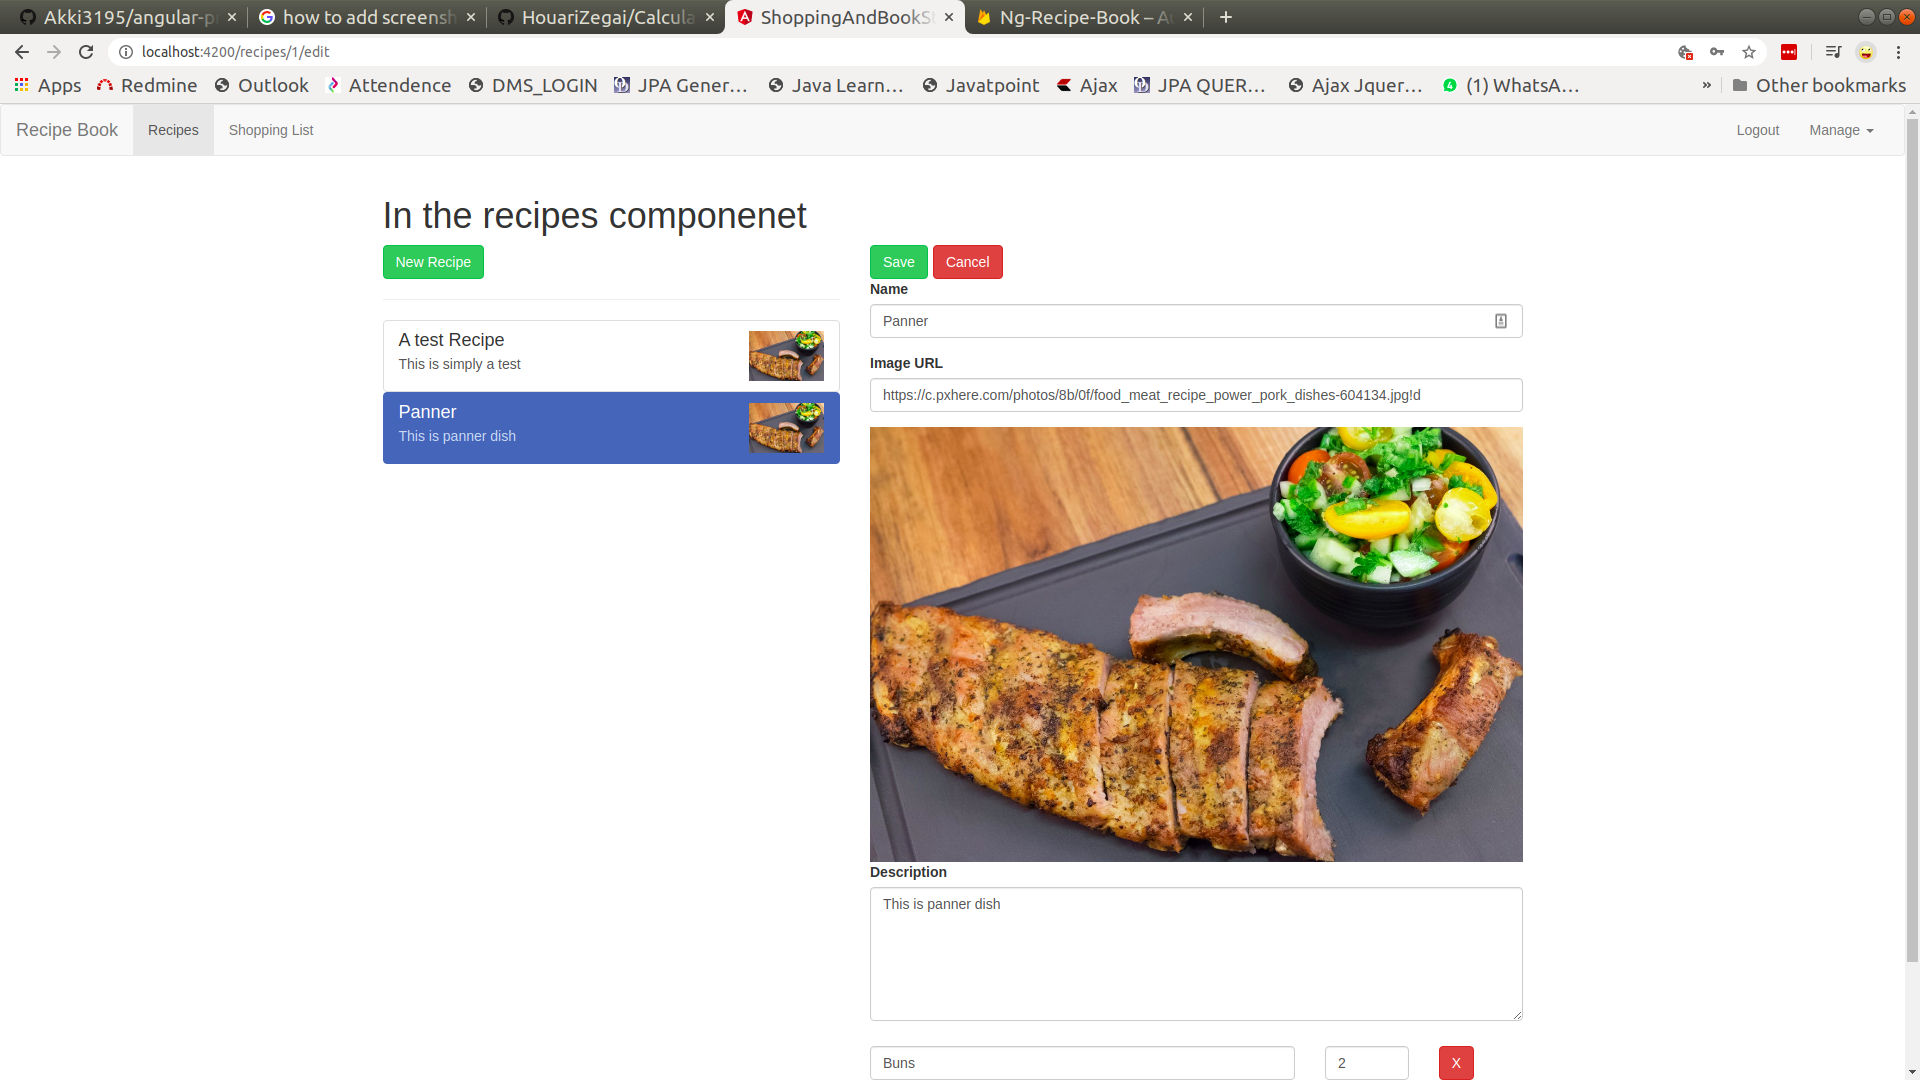 Akki3195/angular-p
how to add screensh
HouariZegai/Calcula
ShoppingAndBookS
Ng-Recipe-Book – Au
localhost:4200/recipes/1/edit
Apps Redmine Outlook Attendence DMS_LOGIN JPA Gener... Java Learn... Javatpoint Ajax JPA QUER... Ajax Jquer... (1) WhatsA... » Other bookmarks
Recipe Book Recipes Shopping List Logout Manage
In the recipes componenet
New Recipe
A test Recipe
This is simply a test
Panner
This is panner dish
Save Cancel
Name
Panner
Image URL
https://c.pxhere.com/photos/8b/0f/food_meat_recipe_power_pork_dishes-604134.jpg!d
Description
This is panner dish
Buns 2 X